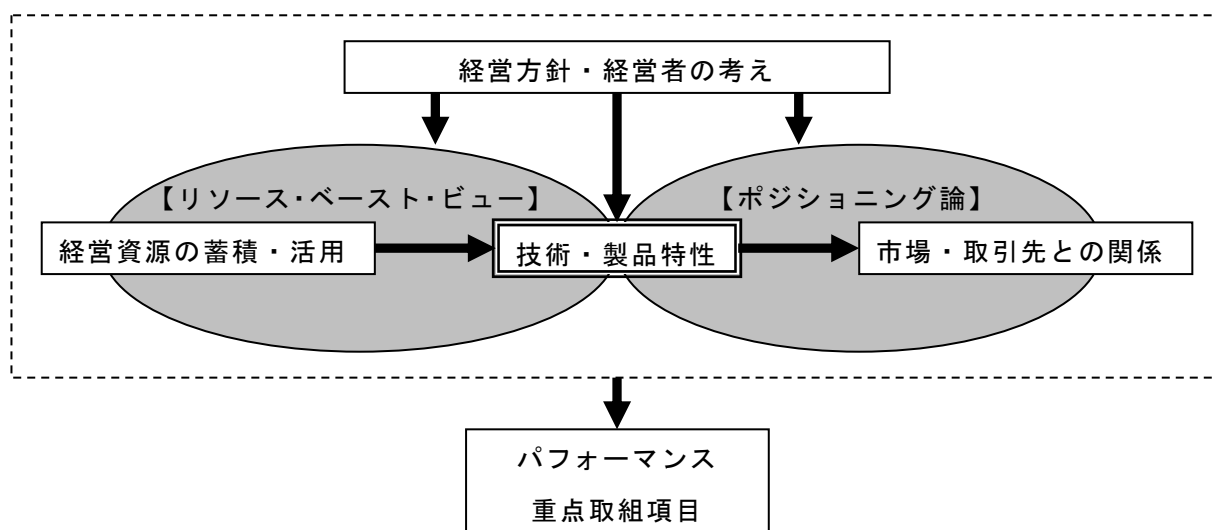 経営方針・経営者の考え
【リソース・ベースト・ビュー】
【ポジショニング論】
経営資源の蓄積・活用
技術・製品特性
市場・取引先との関係
パフォーマンス
重点取組項目